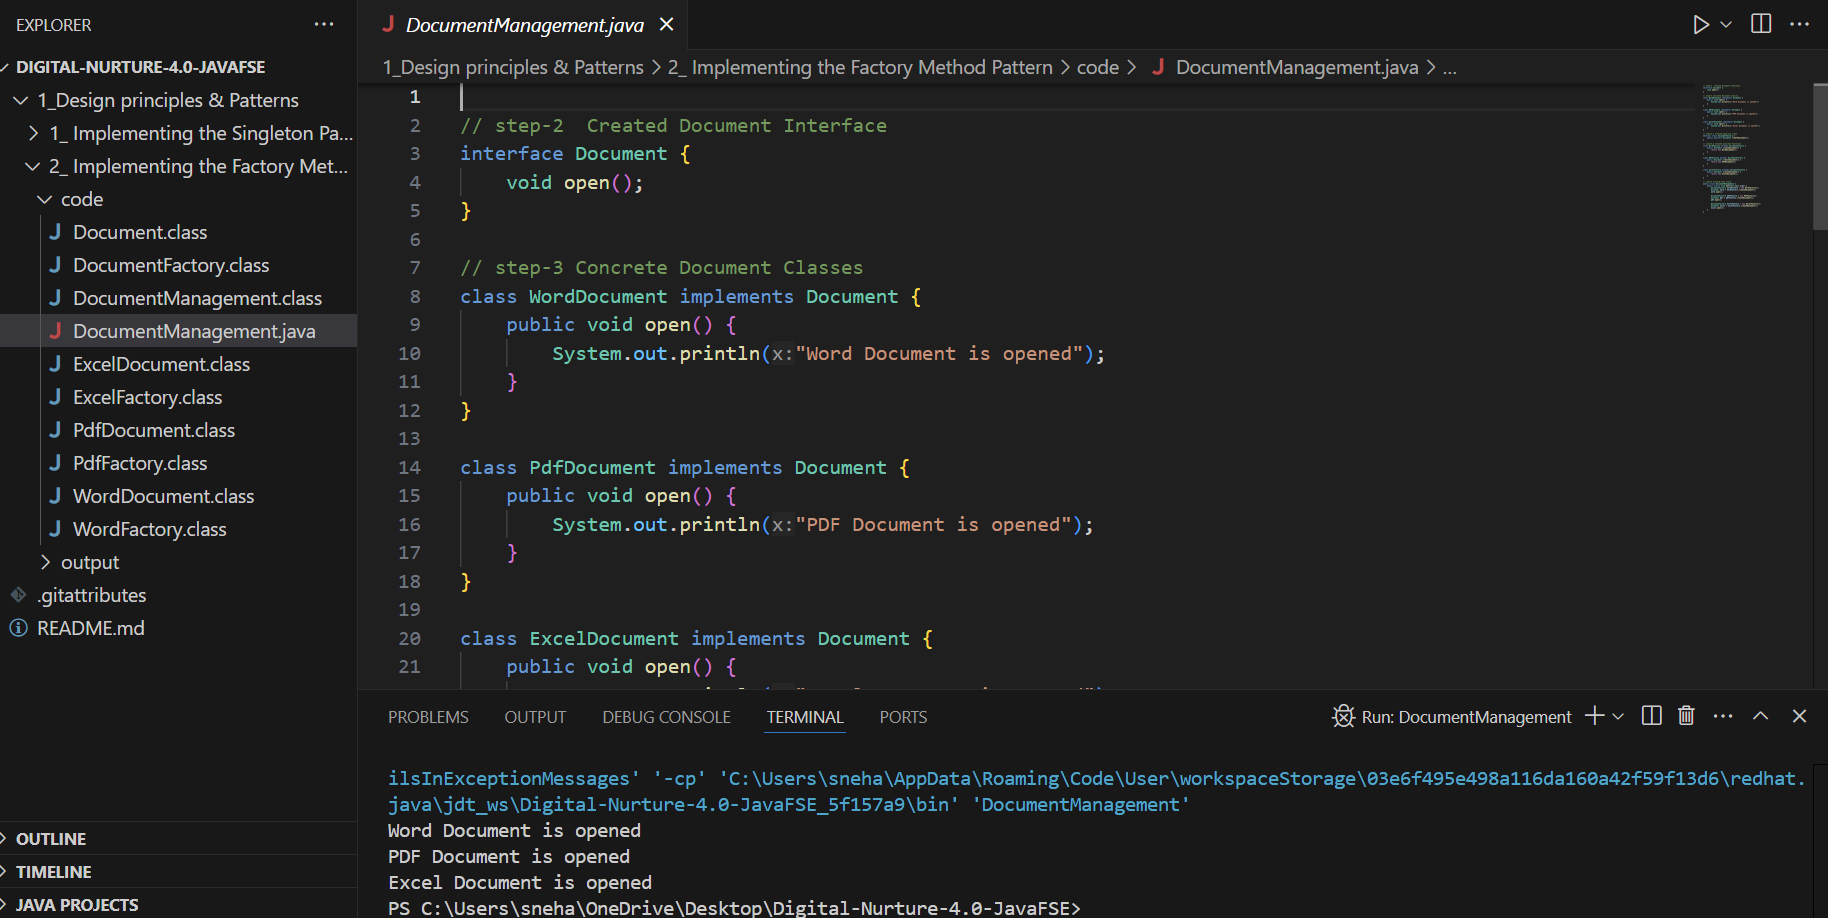 EXPLORER
DIGITAL-NURTURE-4.0-JAVAFSE
1_Design principles & Patterns
1_ Implementing the Singleton Pa...
2_ Implementing the Factory Met...
code
Document.class
DocumentFactory.class
DocumentManagement.class
DocumentManagement.java
ExcelDocument.class
ExcelFactory.class
PdfDocument.class
PdfFactory.class
WordDocument.class
WordFactory.class
output
.gitattributes
README.md
OUTLINE
TIMELINE
JAVA PROJECTS
DocumentManagement.java
1_Design principles & Patterns > 2_ Implementing the Factory Method Pattern > code > DocumentManagement.java > ...
1
2 // step-2  Created Document Interface
3 interface Document {
4     void open();
5 }
6
7 // step-3 Concrete Document Classes
8 class WordDocument implements Document {
9     public void open() {
10         System.out.println(x:"Word Document is opened");
11     }
12 }
13
14 class PdfDocument implements Document {
15     public void open() {
16         System.out.println(x:"PDF Document is opened");
17     }
18 }
19
20 class ExcelDocument implements Document {
21     public void open() {
PROBLEMS OUTPUT DEBUG CONSOLE TERMINAL PORTS
Run: DocumentManagement
ilsInExceptionMessages' '-cp' 'C:\Users\sneha\AppData\Roaming\Code\User\workspaceStorage\03e6f495e498a116da160a42f59f13d6\redhat.
java\jdt_ws\Digital-Nurture-4.0-JavaFSE_5f157a9\bin' 'DocumentManagement'
Word Document is opened
PDF Document is opened
Excel Document is opened
PS C:\Users\sneha\OneDrive\Desktop\Digital-Nurture-4.0-JavaFSE>